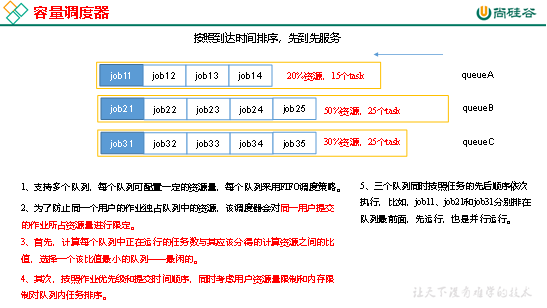 容量调度器
尚硅谷
按照到达时间排序，先到先服务
job11 job12 job13 job14 20%资源，15个task queueA
job21 job22 job23 job24 job25 50%资源，25个task queueB
job31 job32 job33 job34 job35 30%资源，25个task queueC
1、支持多个队列，每个队列可配置一定的资源量，每个队列采用FIFO调度策略。
2、为了防止同一个用户的作业独占队列中的资源，该调度器会对同一用户提交
的作业所占资源量进行限定。
3、首先，计算每个队列中正在运行的任务数与其应该分得的计算资源之间的比
值，选择一个该比值最小的队列——最闲的。
4、其次，按照作业优先级和提交时间顺序，同时考虑用户资源量限制和内存限
制对队列内任务排序。
5、三个队列同时按照任务的先后顺序依次
执行，比如，job11、job21和job31分别排在
队列最前面，先运行，也是并行运行。
让天下没有难学的技术